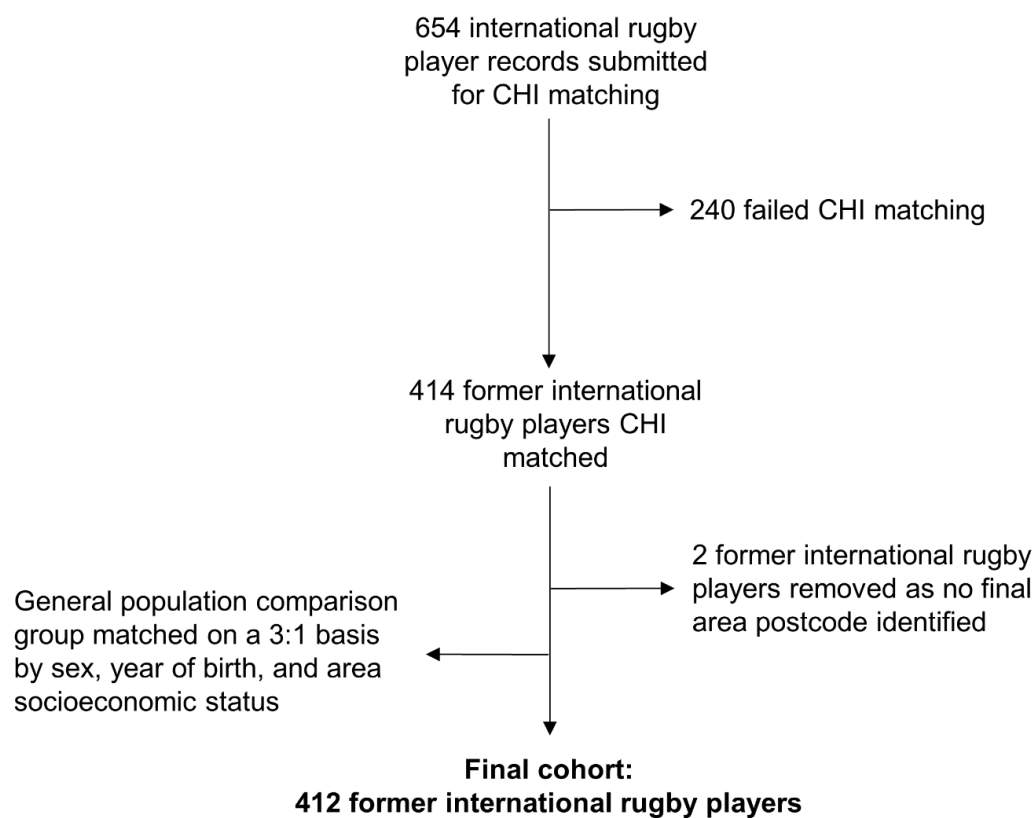 654 international rugby
player records submitted
for CHI matching
240 failed CHI matching
414 former international
rugby players CHI
matched
2 former international rugby
players removed as no final
area postcode identified
General population comparison
group matched on a 3:1 basis
by sex, year of birth, and area
socioeconomic status
Final cohort:
412 former international rugby players